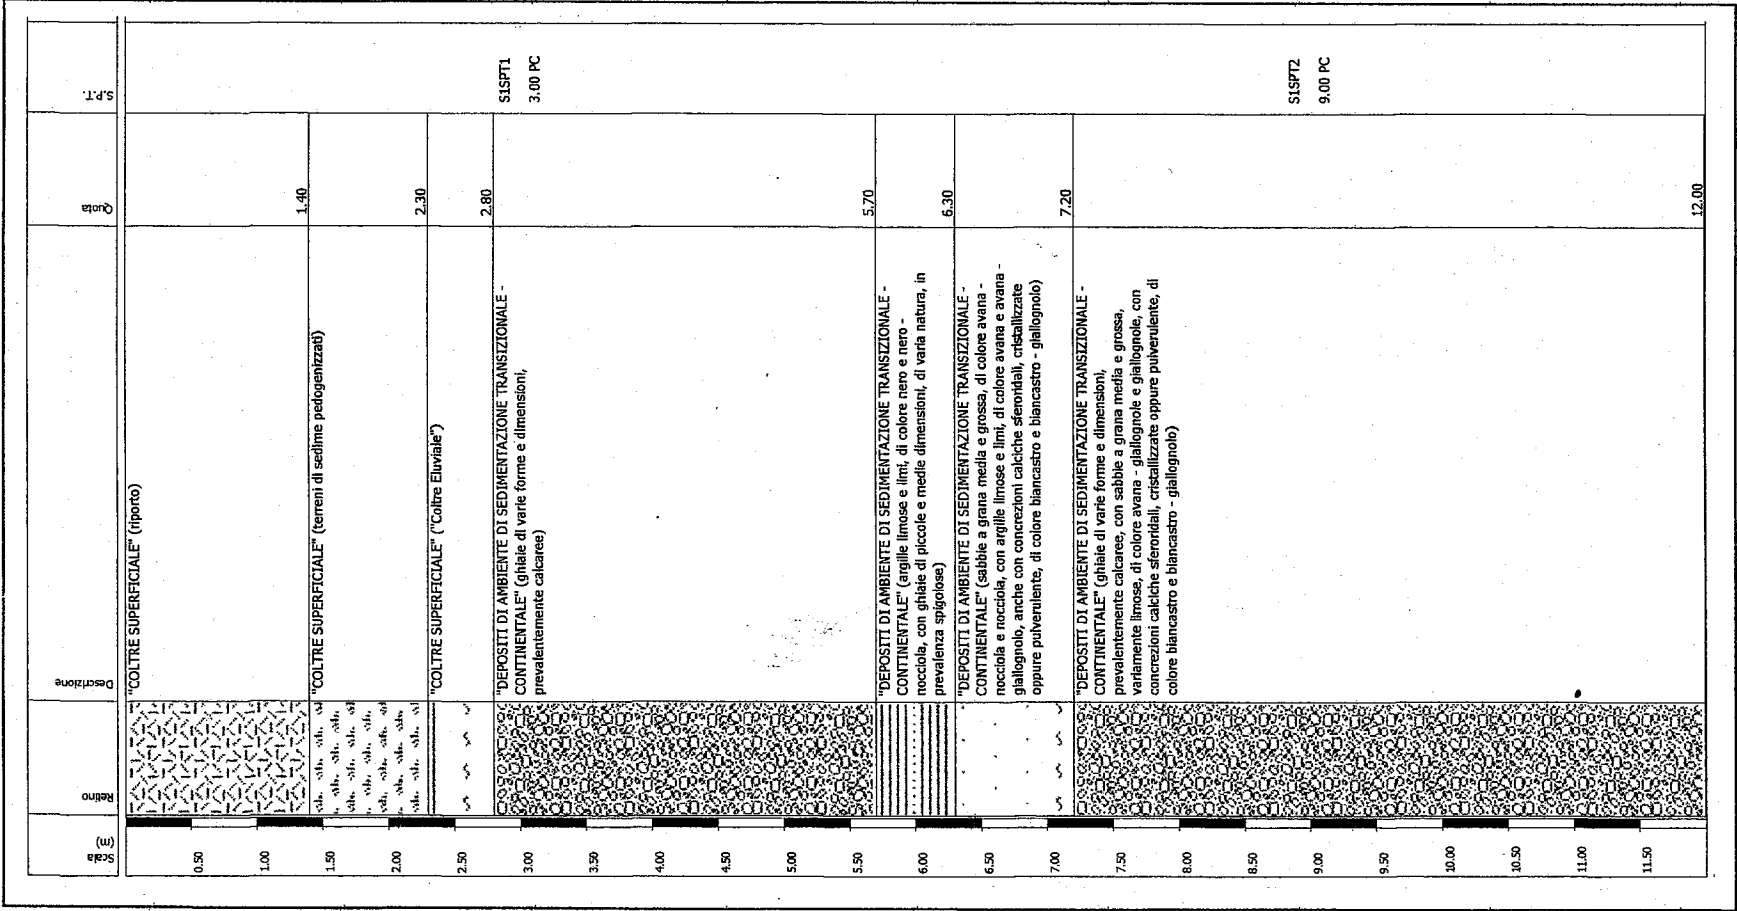 Scala
(m)
Retino
Descrizione
Quota
S.P.T.
0.50
1.00
1.50
2.00
2.50
3.00
3.50
4.00
4.50
5.00
5.50
6.00
6.50
7.00
7.50
8.00
8.50
9.00
9.50
10.00
10.50
11.00
11.50
"COLTRE SUPERFICIALE" (riporto)
1.40
"COLTRE SUPERFICIALE" (terreni di sedime pedogenizzati)
2.30
"COLTRE SUPERFICIALE" ("Coltre Eluviale")
2.80
"DEPOSITI DI AMBIENTE DI SEDIMENTAZIONE TRANSIZIONALE -
CONTINENTALE" (ghiaie di varie forme e dimensioni,
prevalentemente calcaree)
5.70
S1SPT1
3.00 PC
"DEPOSITI DI AMBIENTE DI SEDIMENTAZIONE TRANSIZIONALE -
CONTINENTALE" (argille limose e limi, di colore nero e nero -
nocciola, con ghiaie di piccole e medie dimensioni, di varia natura, in
prevalenza spigolose)
6.30
"DEPOSITI DI AMBIENTE DI SEDIMENTAZIONE TRANSIZIONALE -
CONTINENTALE" (sabbie a grana media e grossa, di colore avana -
nocciola e nocciola, con argille limose e limi, di colore avana e avana -
giallognolo, anche con concrezioni calciche sferoridali, cristallizzate
oppure pulverulente, di colore biancastro e biancastro - giallognolo)
7.20
"DEPOSITI DI AMBIENTE DI SEDIMENTAZIONE TRANSIZIONALE -
CONTINENTALE" (ghiaie di varie forme e dimensioni,
prevalentemente calcaree, con sabbie a grana media e grossa,
variamente limose, di colore avana - giallognole e giallognole, con
concrezioni calciche sferoridali, cristallizzate oppure pulverulente, di
colore biancastro e biancastro - giallognolo)
12.00
S1SPT2
9.00 PC